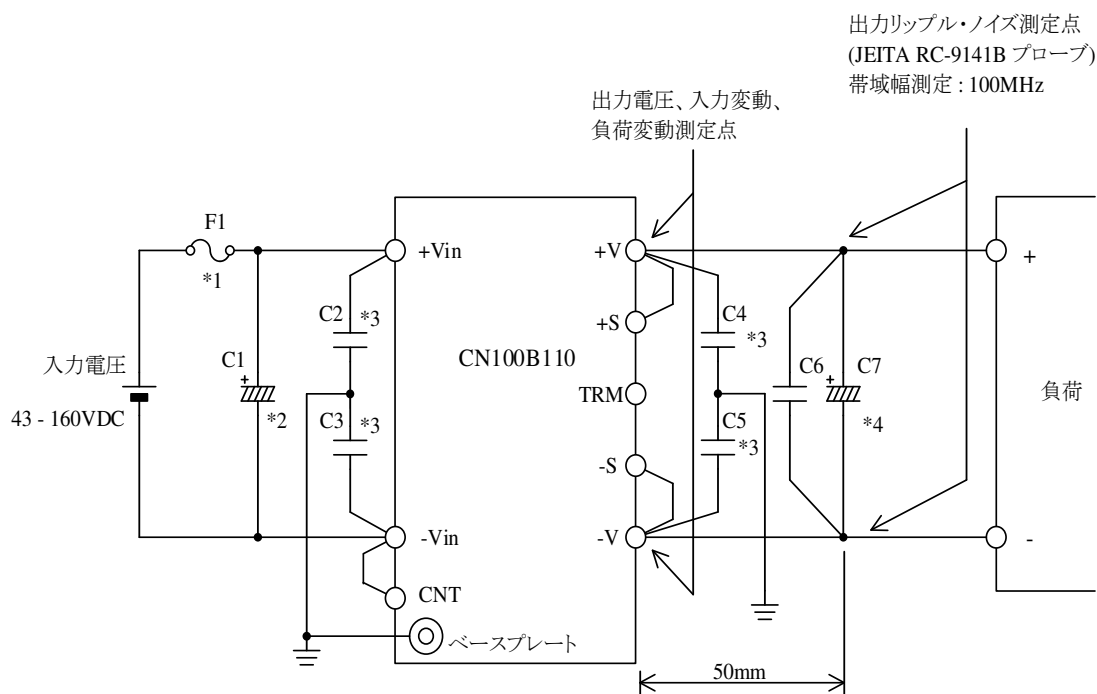 出力リップル・ノイズ測定点
(JEITA RC-9141B プローブ)
帯域幅測定 : 100MHz
出力電圧、入力変動、
負荷変動測定点
F1
*1
+Vin
+V
+
C2
*3
+S
C4
*3
CN100B110
入力電圧
43 - 160VDC
C1
+
*2
TRM
C6
+
C7
*4
負荷
C3
*3
-S
C5
*3
-Vin
-V
-
CNT
ベースプレート
50mm